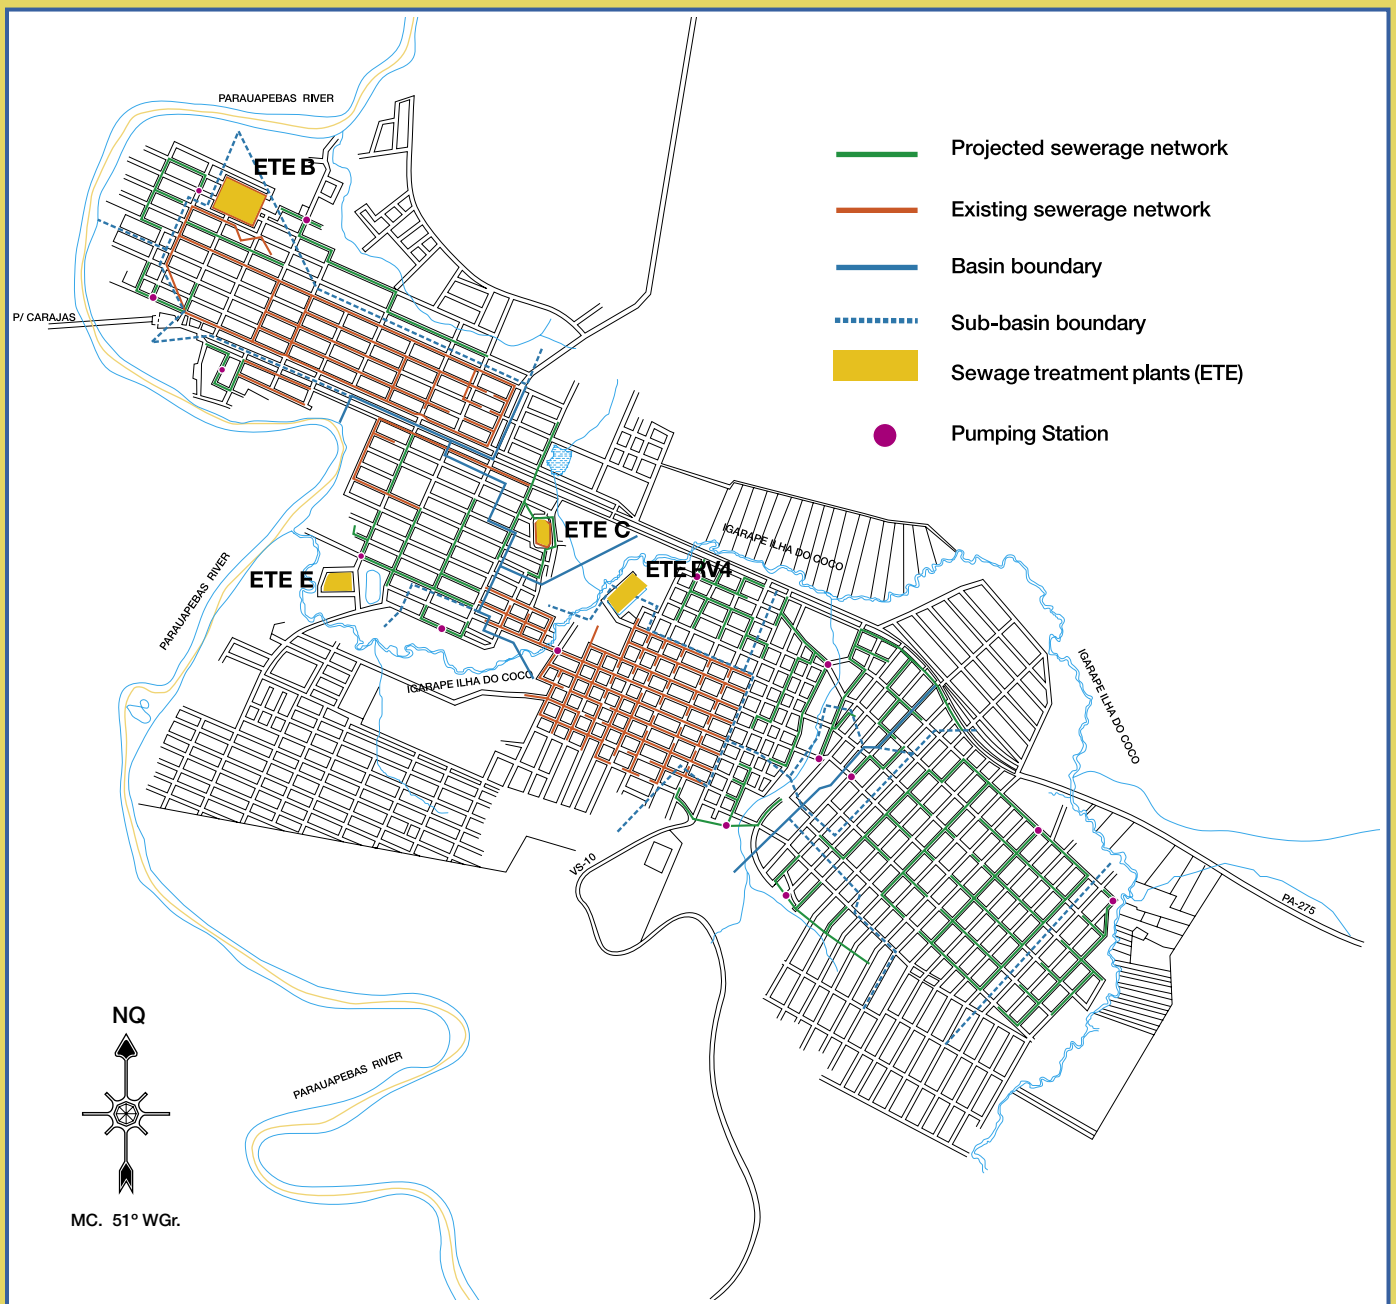 PARAUAPEBAS RIVER
ETE B
Projected sewerage network
Existing sewerage network
Basin boundary
Sub-basin boundary
Sewage treatment plants (ETE)
Pumping Station
P/ CARAJAS
ETE C
IGARAPE ILHA DO COCO
ETE RV4
ETE E
PARAUAPEBAS RIVER
IGARAPE ILHA DO COCO
IGARAPE ILHA DO COCO
VS-10
PA-275
NQ
PARAUAPEBAS RIVER
MC. 51º WGr.